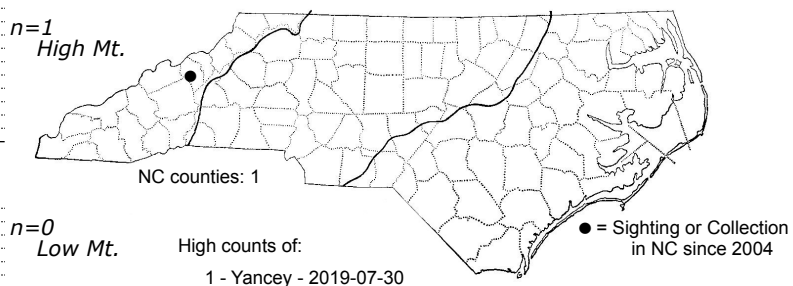 n=1
High Mt.
NC counties: 1
n=0
Low Mt.
High counts of:
1 - Yancey - 2019-07-30
● = Sighting or Collection
in NC since 2004